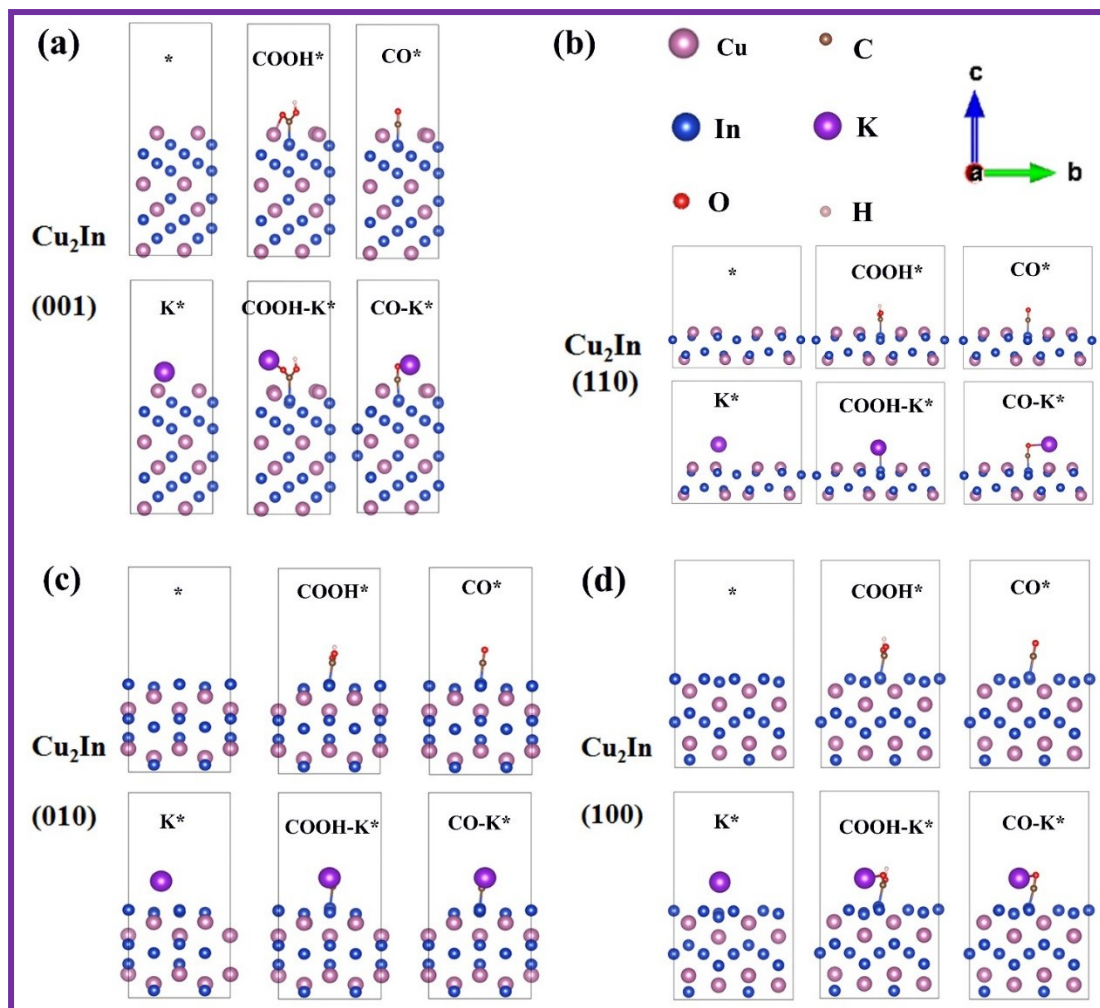 (a)
* COOH* CO*
Cu₂In
(001)
K* COOH-K* CO-K*
(b)
Cu C
In K
O H
c
a b
* COOH* CO*
Cu₂In
(110)
K* COOH-K* CO-K*
(c)
* COOH* CO*
Cu₂In
(010)
K* COOH-K* CO-K*
(d)
* COOH* CO*
Cu₂In
(100)
K* COOH-K* CO-K*